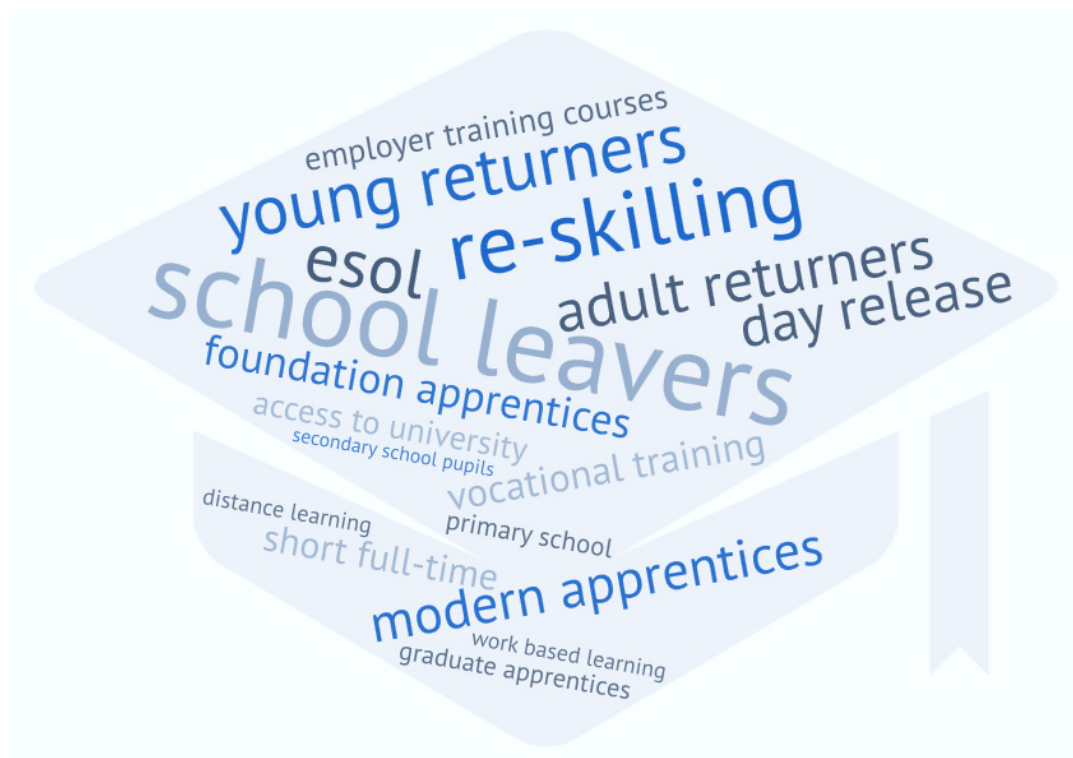 employer training courses
young returners
re-skilling
esol
adult returners
day release
school leavers
foundation apprentices
access to university
secondary school pupils
vocational training
distance learning
primary school
short full-time
modern apprentices
work based learning
graduate apprentices